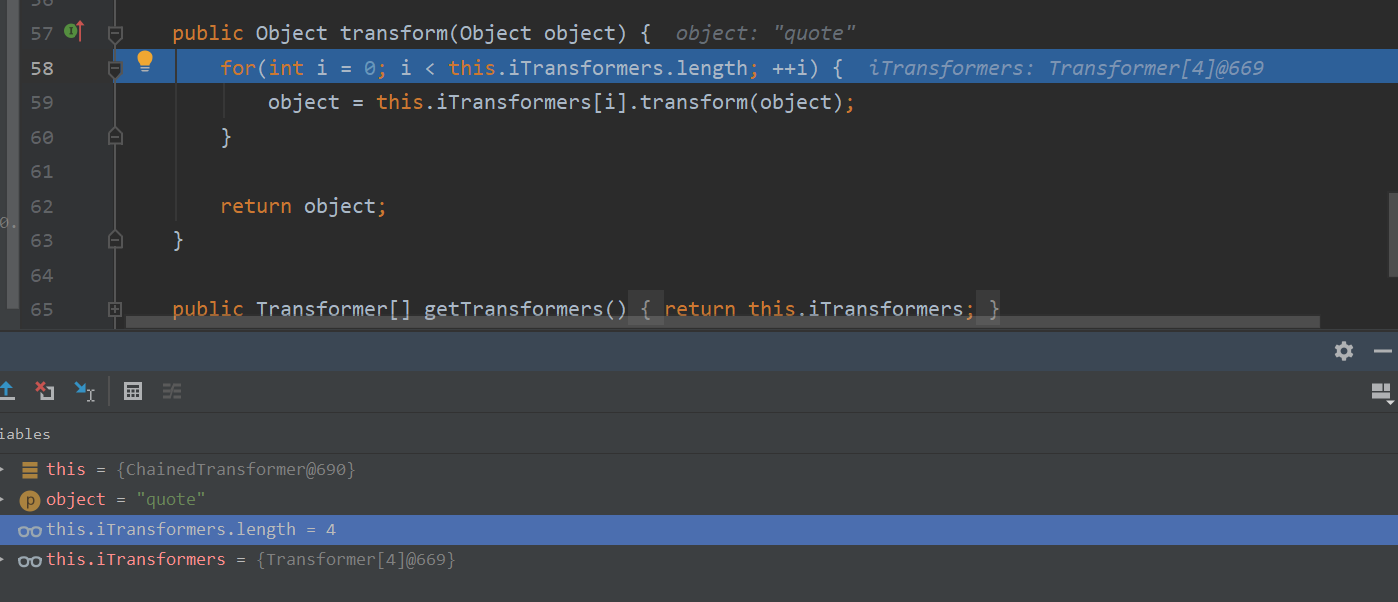 56
57 public Object transform(Object object) { object: "quote"
58 for(int i = 0; i < this.iTransformers.length; ++i) { iTransformers: Transformer[4]@669
59 object = this.iTransformers[i].transform(object);
60 }
61
62 return object;
0.
63 }
64
65 public Transformer[] getTransformers() { return this.iTransformers; }
iables
this = {ChainedTransformer@690}
p object = "quote"
this.iTransformers.length = 4
this.iTransformers = {Transformer[4]@669}